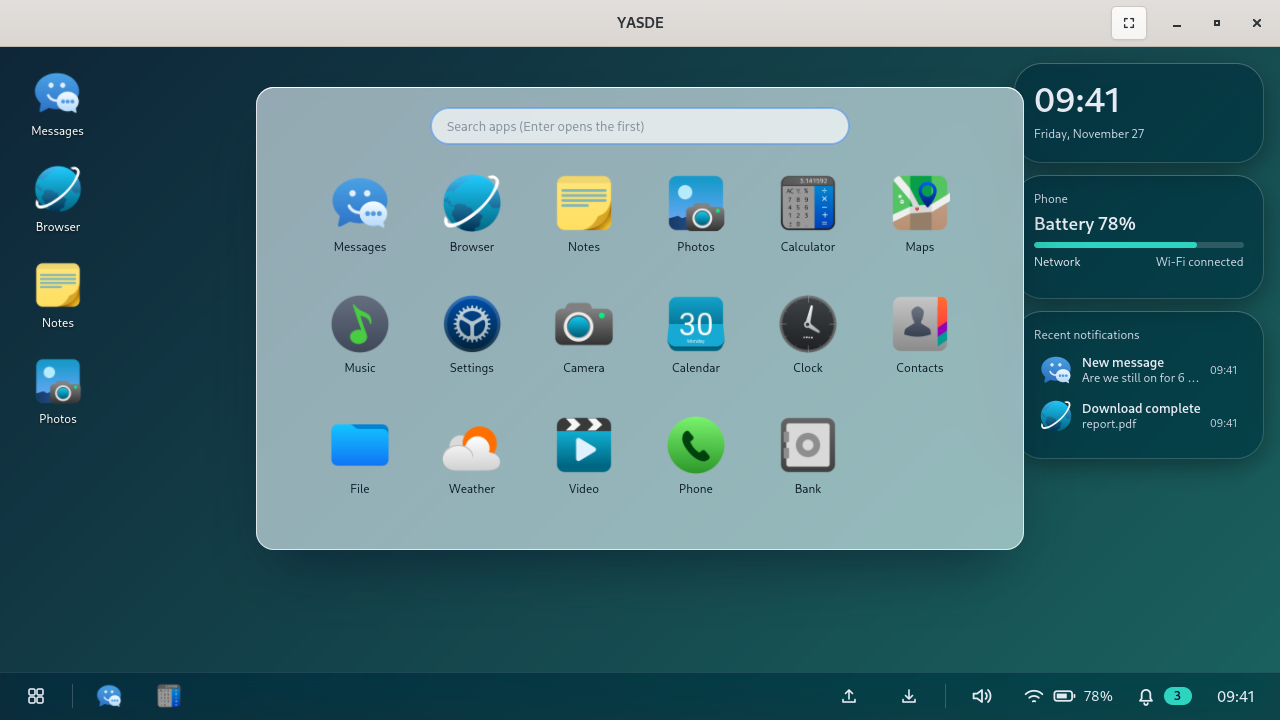 YASDE
Messages
Browser
Notes
Photos
Search apps (Enter opens the first)
Messages
Browser
Notes
Photos
Calculator
Maps
Music
Settings
Camera
Calendar
Clock
Contacts
File
Weather
Video
Phone
Bank
3.141592
30
Monday
09:41
Friday, November 27
Phone
Battery 78%
Network
Wi-Fi connected
Recent notifications
New message
Are we still on for 6 …
09:41
Download complete
report.pdf
09:41
78%
3
09:41